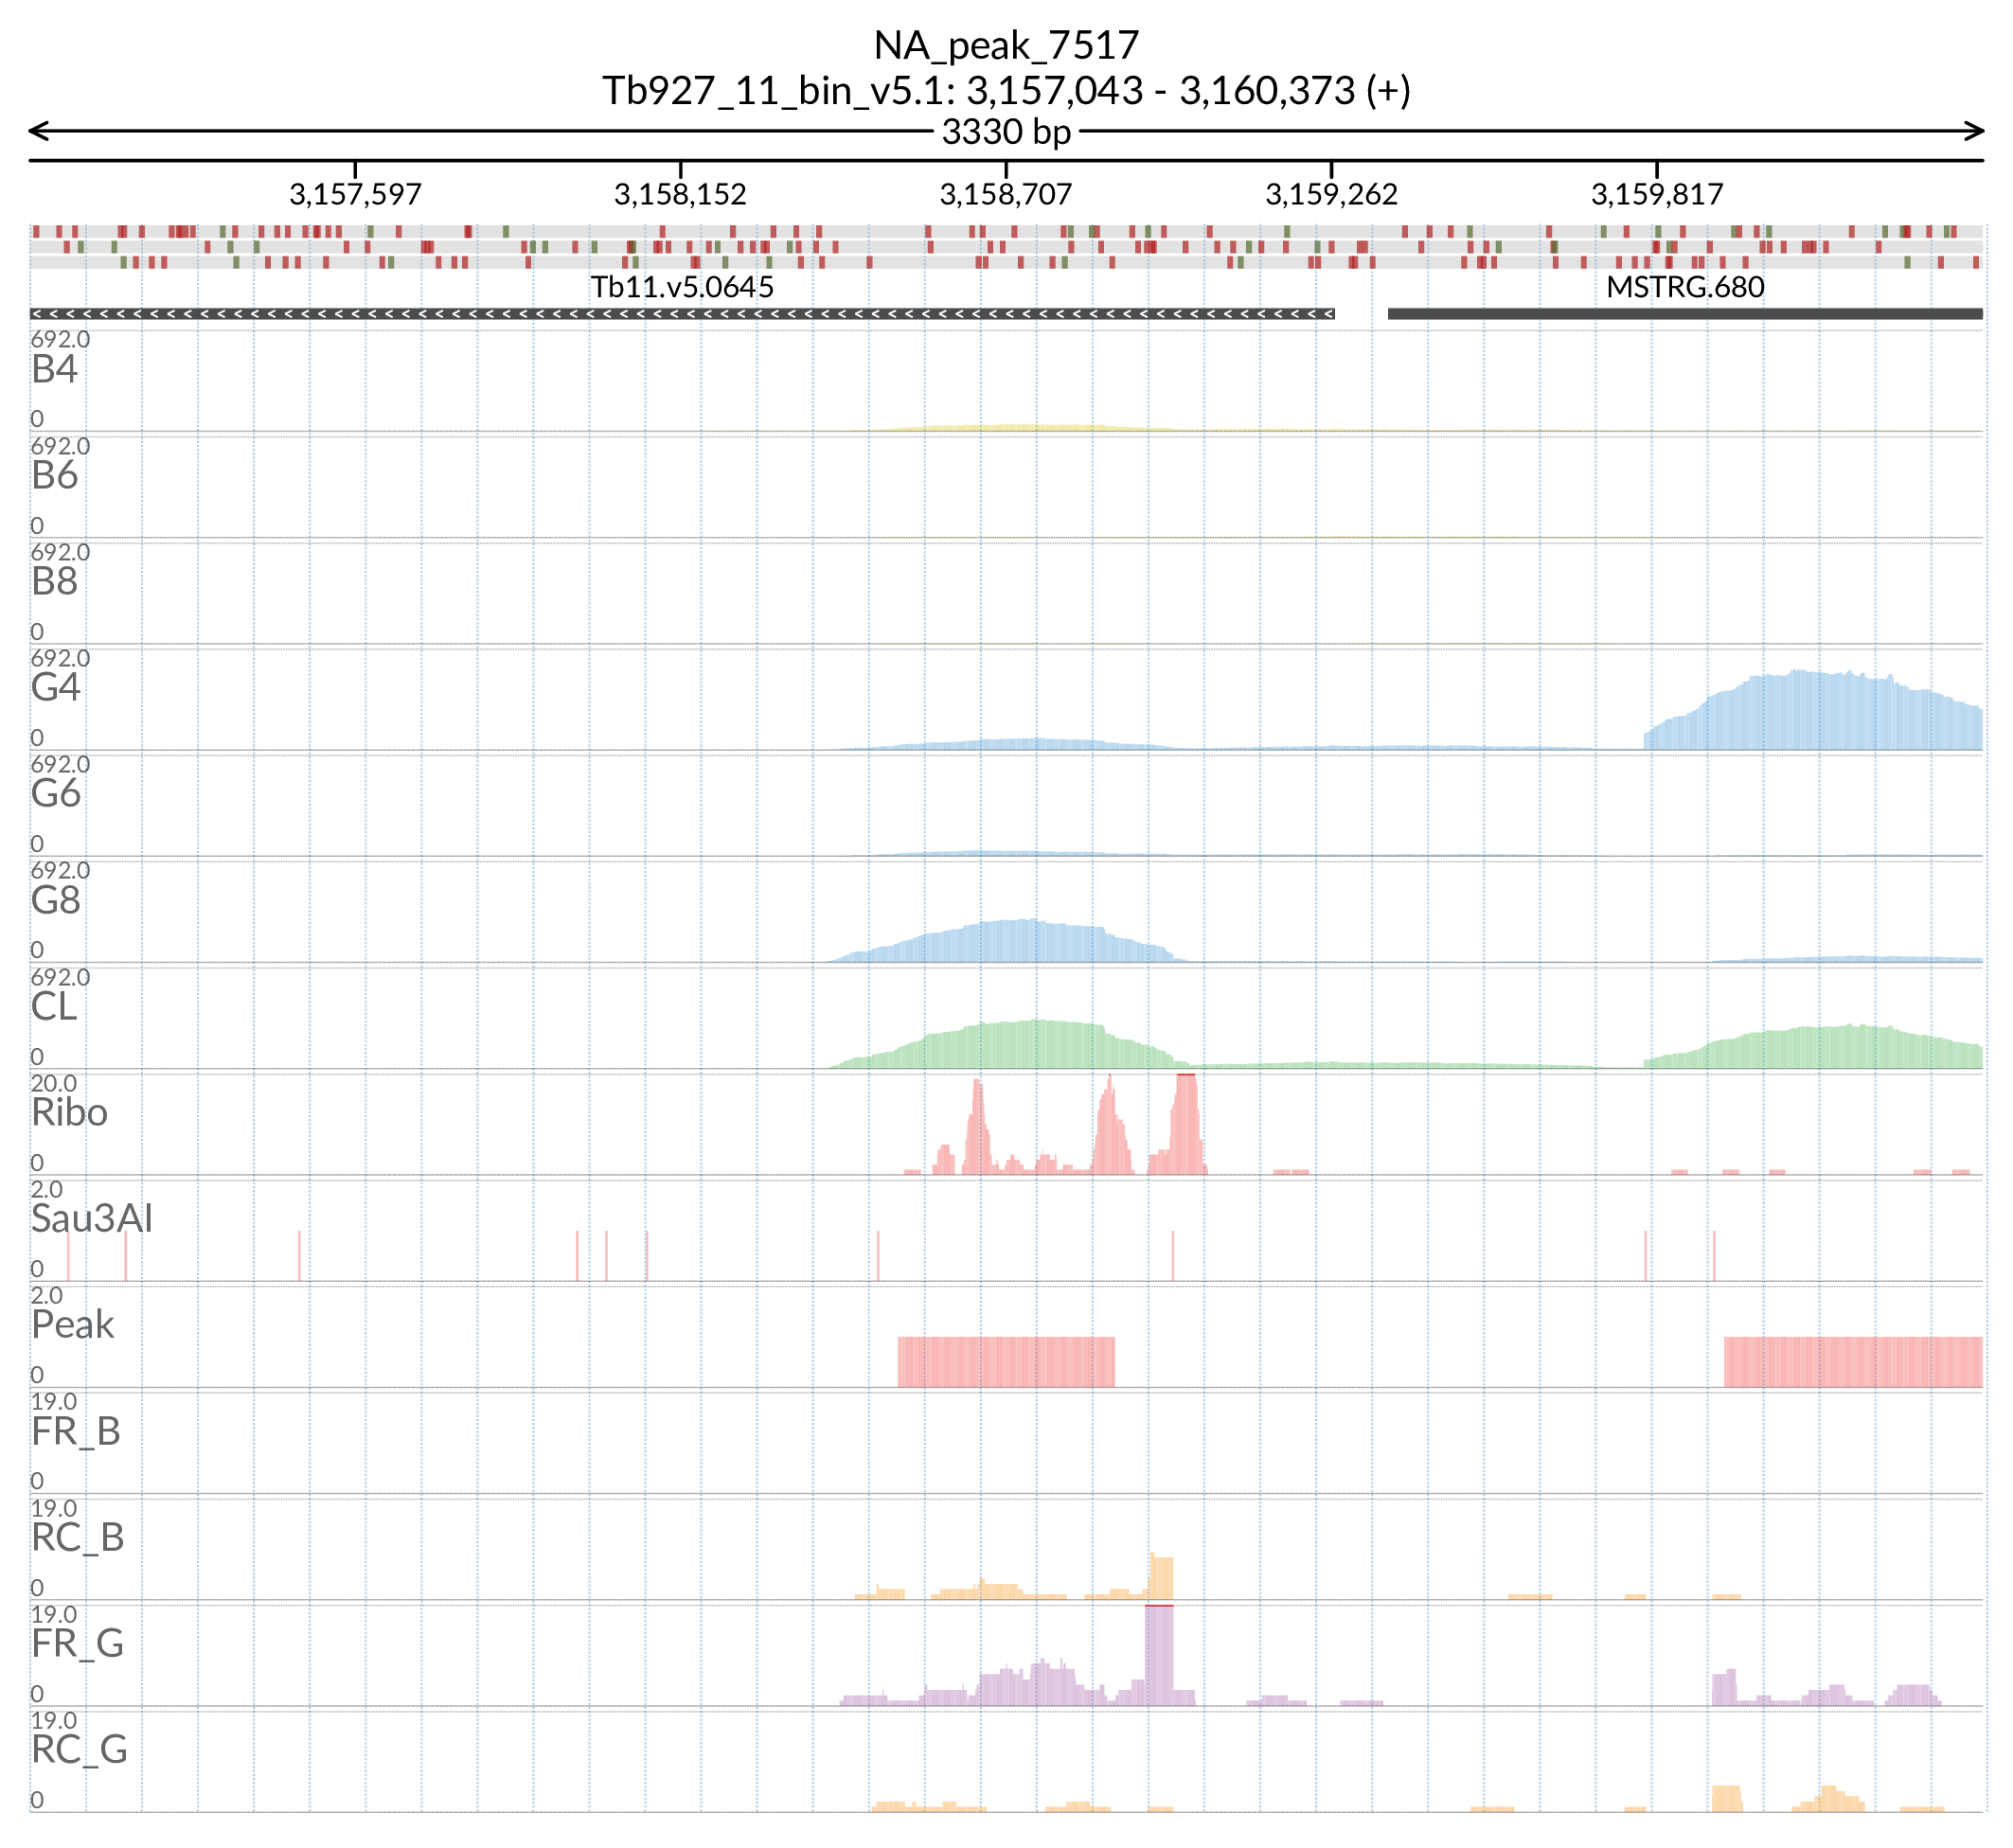 NA_peak_7517
Tb927_11_bin_v5.1: 3,157,043 - 3,160,373 (+)
3330 bp
3,157,597 3,158,152 3,158,707 3,159,262 3,159,817
Tb11.v5.0645 MSTRG.680
692.0
B4
0
692.0
B6
0
692.0
B8
0
692.0
G4
0
692.0
G6
0
692.0
G8
0
692.0
CL
0
20.0
Ribo
0
2.0
Sau3AI
0
2.0
Peak
0
19.0
FR_B
0
19.0
RC_B
0
19.0
FR_G
0
19.0
RC_G
0